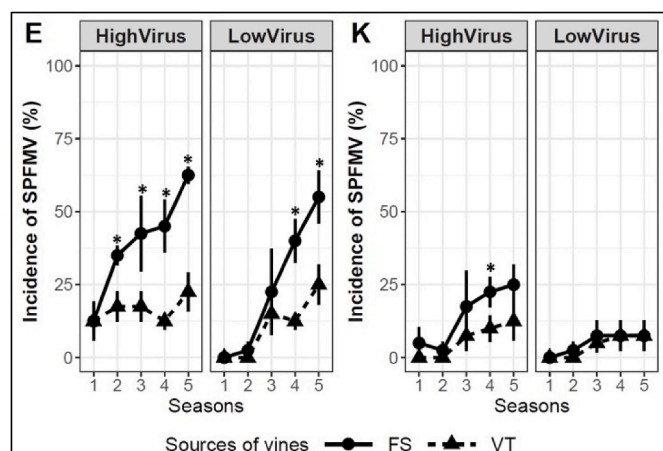 E
HighVirus
LowVirus
Incidence of SPFMV (%)
100
75
50
25
0
*
*
*
*
*
*
1 2 3 4 5
1 2 3 4 5
Seasons
K
HighVirus
LowVirus
Incidence of SPFMV (%)
100
75
50
25
0
*
1 2 3 4 5
1 2 3 4 5
Seasons
Sources of vines FS VT